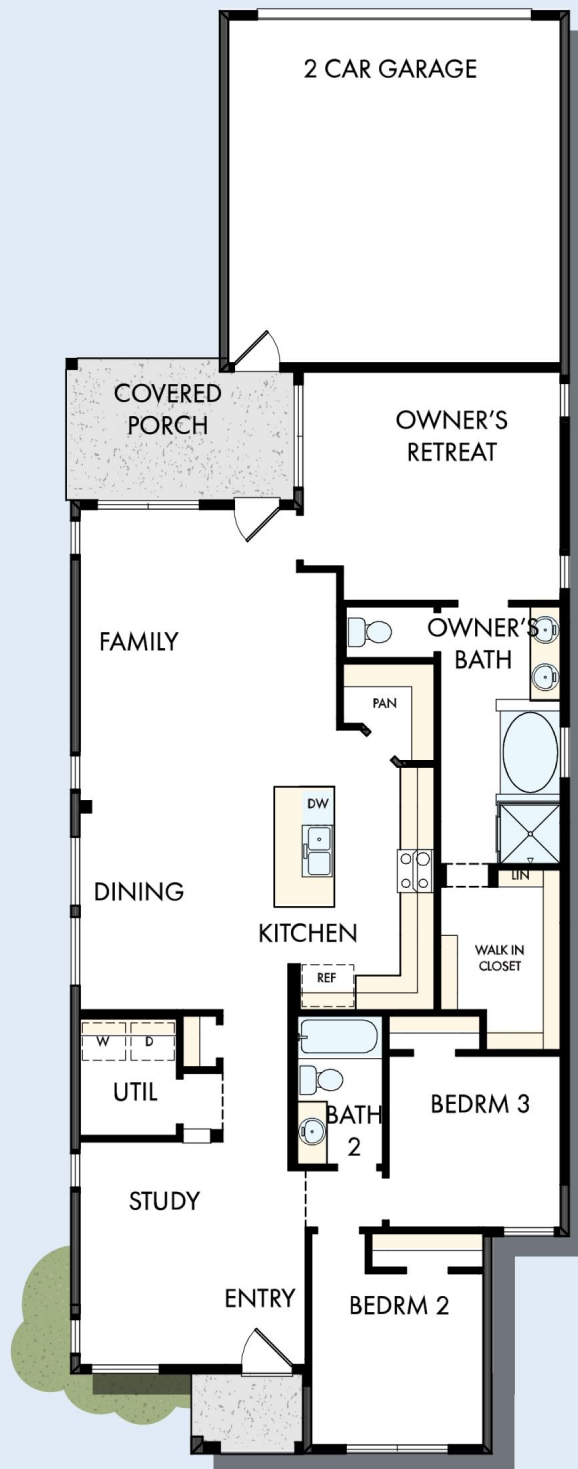 2 CAR GARAGE
COVERED
PORCH
OWNER'S
RETREAT
FAMILY
OWNER'S
BATH
PAN
DW
DINING
KITCHEN
LIN
WALK IN
CLOSET
REF
W
D
UTIL
BATH
2
BEDRM 3
STUDY
ENTRY
BEDRM 2